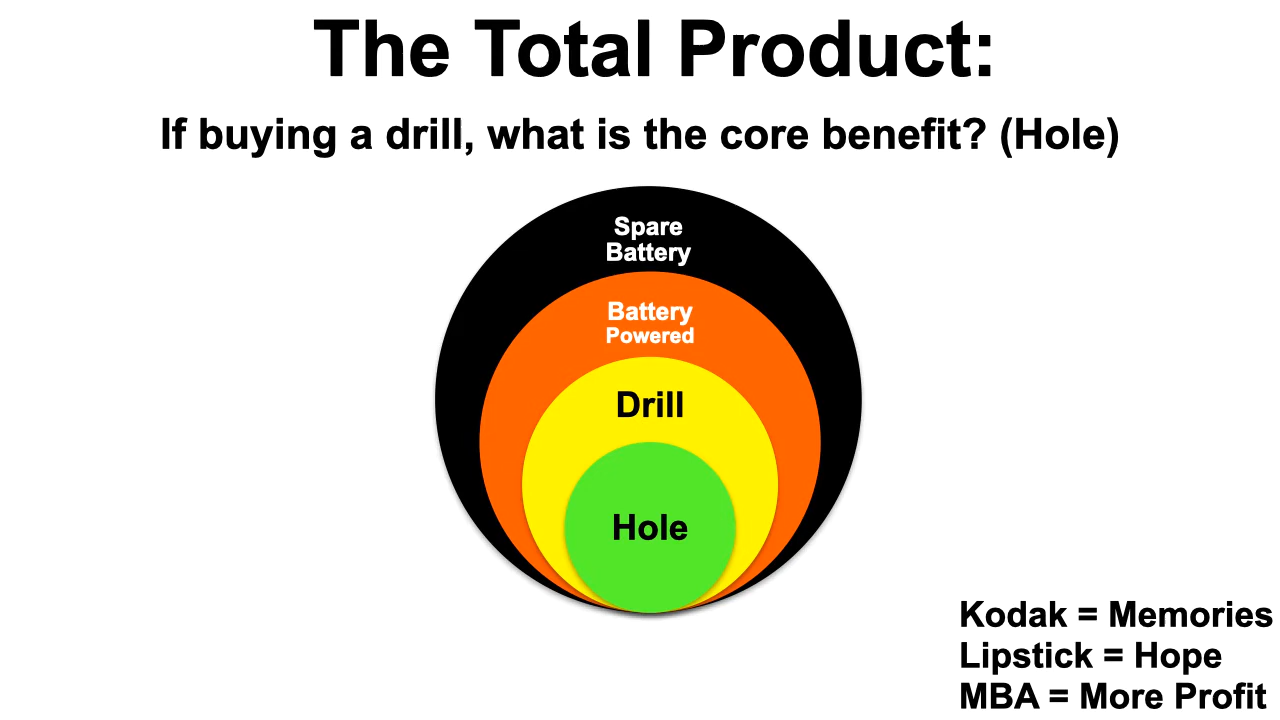 The Total Product:
If buying a drill, what is the core benefit? (Hole)
Spare
Battery
Battery
Powered
Drill
Hole
Kodak = Memories
Lipstick = Hope
MBA = More Profit